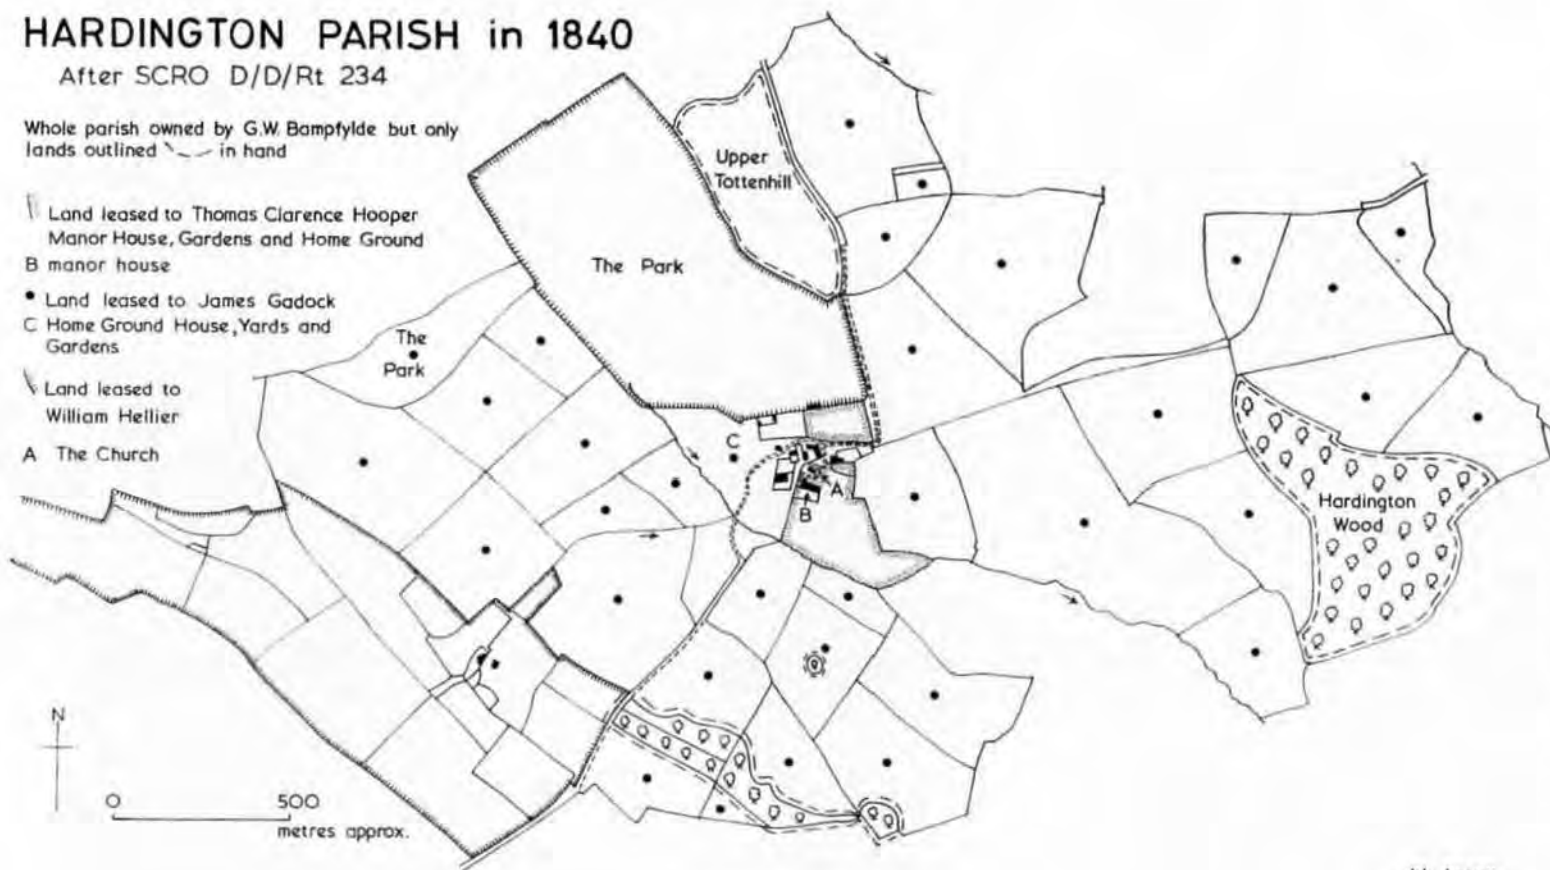 HARDINGTON PARISH in 1840
After SCRO D/D/Rt 234
Whole parish owned by G.W. Bampfylde but only
lands outlined in hand
Land leased to Thomas Clarence Hooper
Manor House, Gardens and Home Ground
B manor house
Land leased to James Gadock
C Home Ground House, Yards and
Gardens
Land leased to
William Hellier
A The Church
Upper
Tottenhill
The Park
The
Park
C
A
B
Hardington
Wood
N
0 500
metres approx.